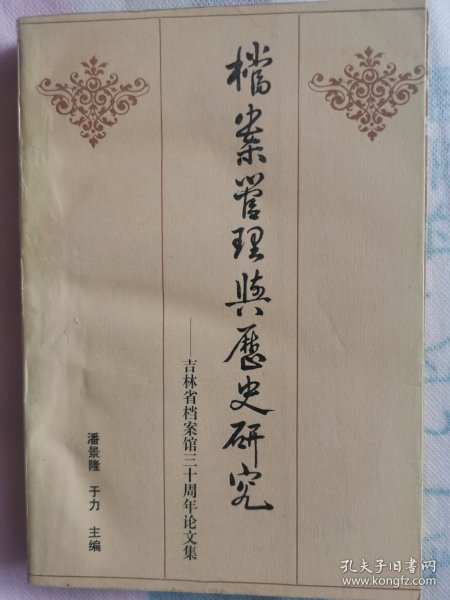 檔案管理與歷史研究
——吉林省档案馆三十周年论文集
潘景隆 于力 主编
孔夫子旧书网
www.kongfz.com